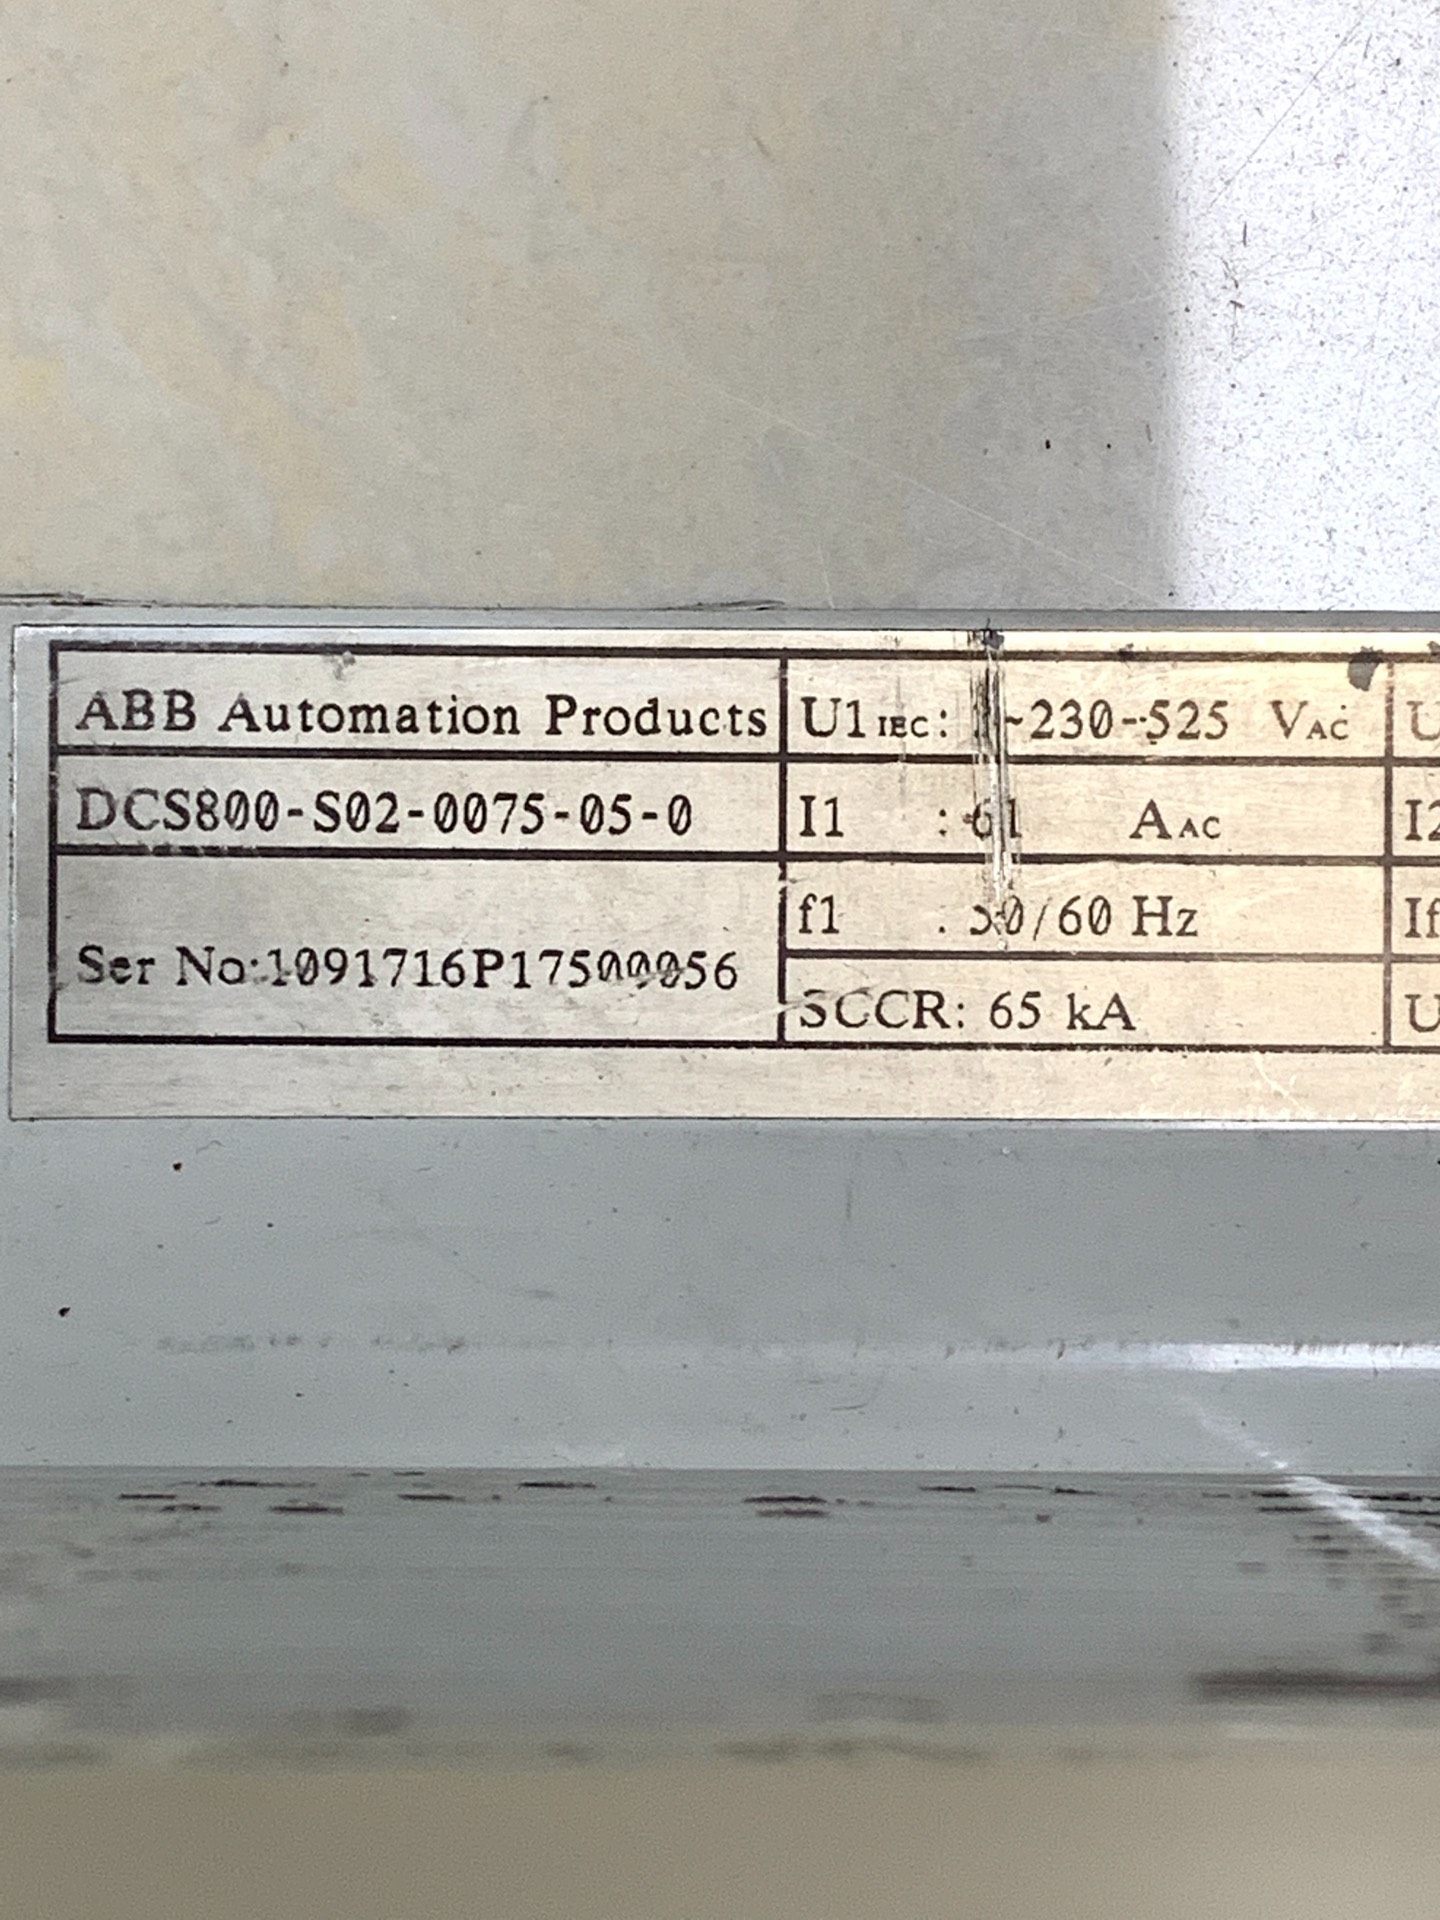 ABB Automation Products
DCS800-S02-0075-05-0
Ser No:1091716P17500056
U1 IEC: ~230-525 VAC
I1 : 61 AAC
f1 : 50/60 Hz
SCCR: 65 kA
U
I2
If
U